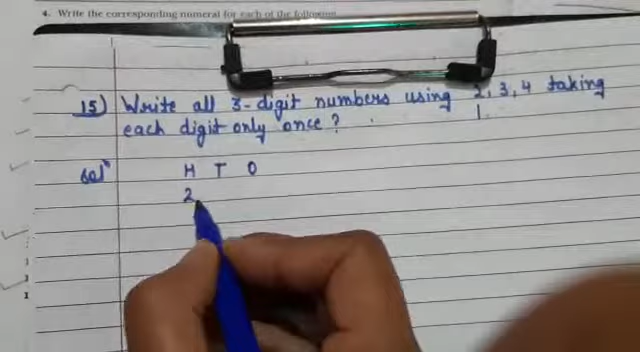 4. Write the corresponding numeral for each of the following
15) Write all 3-digit numbers using 2, 3, 4 taking
each digit only once?
Sol^n H T O
2